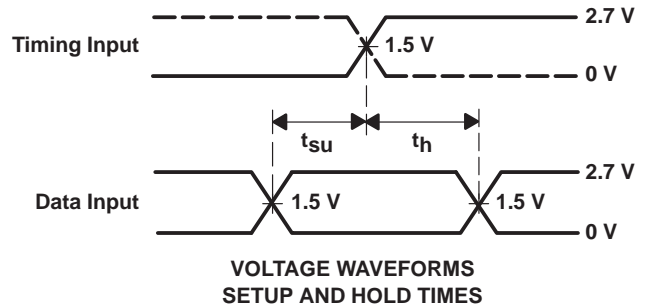 2.7 V
Timing Input
1.5 V
0 V
tsu
th
2.7 V
Data Input
1.5 V
1.5 V
0 V
VOLTAGE WAVEFORMS
SETUP AND HOLD TIMES